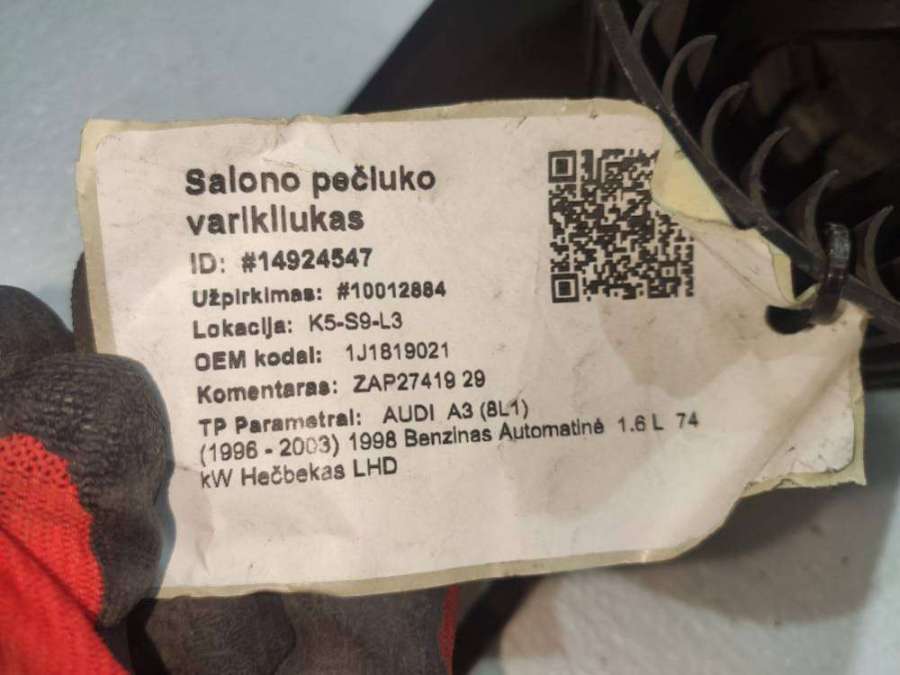 Salono pečiuko
varikliukas
ID: #14924547
Užpirkimas: #10012884
Lokacija: K5-S9-L3
OEM kodai: 1J1819021
Komentaras: ZAP27419 29
TP Parametrai: AUDI A3 (8L1)
(1996 - 2003) 1998 Benzinas Automatinė 1.6 L 74
kW Hečbekas LHD